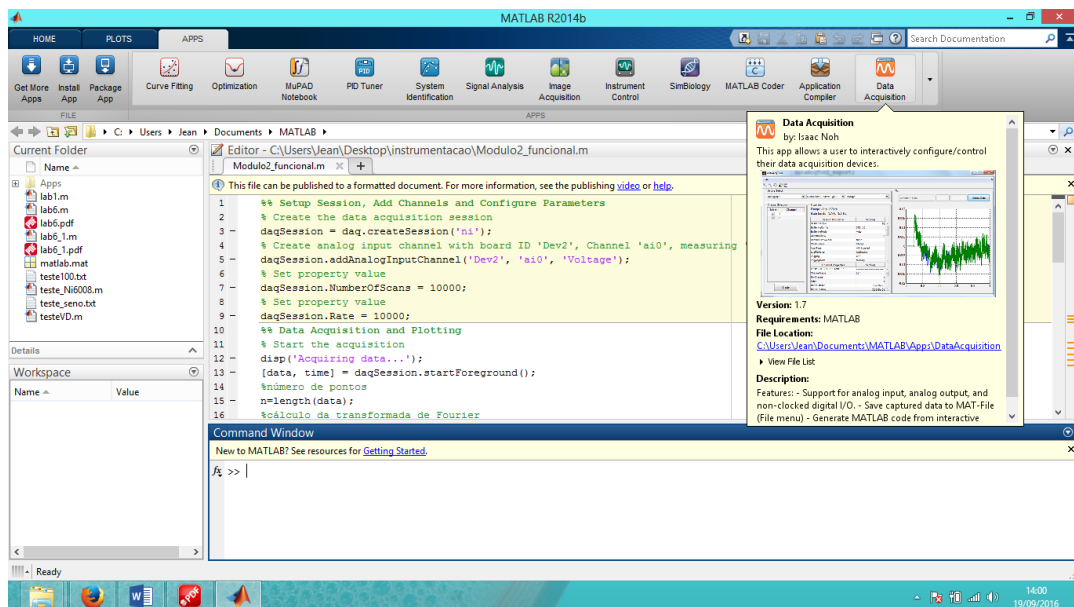 MATLAB R2014b
HOME PLOTS APPS
Search Documentation
Get More Apps
Install App
Package App
Curve Fitting
Optimization
MuPAD Notebook
PID Tuner
System Identification
Signal Analysis
Image Acquisition
Instrument Control
SimBiology
MATLAB Coder
Application Compiler
Data Acquisition
FILE
APPS
C: Users Jean Documents MATLAB
Current Folder
Name
Apps
lab1.m
lab6.m
lab6.pdf
lab6_1.m
lab6_1.pdf
matlab.mat
teste100.txt
teste_Ni6008.m
teste_seno.txt
testeVD.m
Details
Workspace
Name Value
Editor - C:\Users\Jean\Desktop\instrumentacao\Modulo2_funcional.m
Modulo2_funcional.m
This file can be published to a formatted document. For more information, see the publishing video or help.
1 %% Setup Session, Add Channels and Configure Parameters
2 % Create the data acquisition session
3 daqSession = daq.createSession('ni');
4 % Create analog input channel with board ID 'Dev2', Channel 'ai0', measuring
5 daqSession.addAnalogInputChannel('Dev2', 'ai0', 'Voltage');
6 % Set property value
7 daqSession.NumberOfScans = 10000;
8 % Set property value
9 daqSession.Rate = 10000;
10 %% Data Acquisition and Plotting
11 % Start the acquisition
12 disp('Acquiring data...');
13 [data, time] = daqSession.startForeground();
14 %número de pontos
15 n=length(data);
16 %cálculo da transformada de Fourier
Data Acquisition
by: Isaac Noh
This app allows a user to interactively configure/control
their data acquisition devices.
Version: 1.7
Requirements: MATLAB
File Location:
C:\Users\Jean\Documents\MATLAB\Apps\DataAcquisition
View File List
Description:
Features: - Support for analog input, analog output, and
non-clocked digital I/O. - Save captured data to MAT-File
(File menu) - Generate MATLAB code from interactive
Command Window
New to MATLAB? See resources for Getting Started.
fx >>
Ready
14:00
19/09/2016